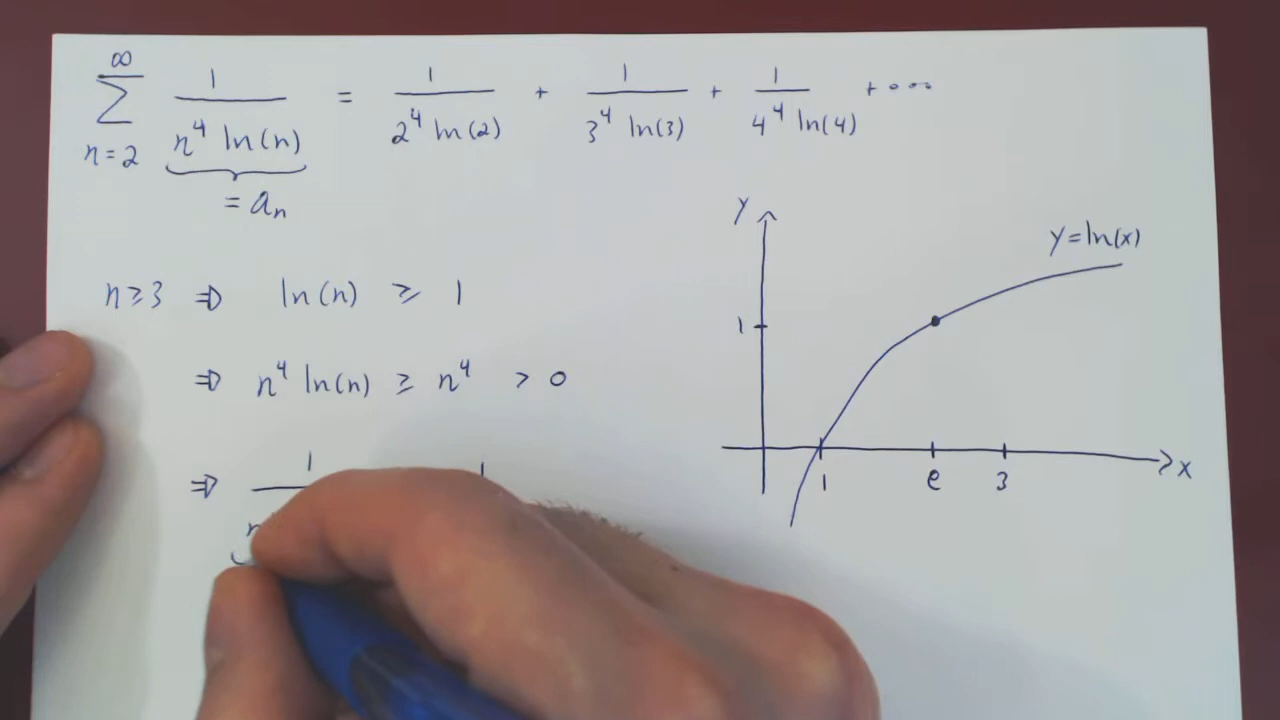 ∞
∑ 1/(n⁴ ln(n)) = 1/(2⁴ ln(2)) + 1/(3⁴ ln(3)) + 1/(4⁴ ln(4)) + ...
n=2
= aₙ
n≥3 ⇒ ln(n) ≥ 1
⇒ n⁴ ln(n) ≥ n⁴ > 0
⇒ 1 1
y
y=ln(x)
1
1 e 3 x